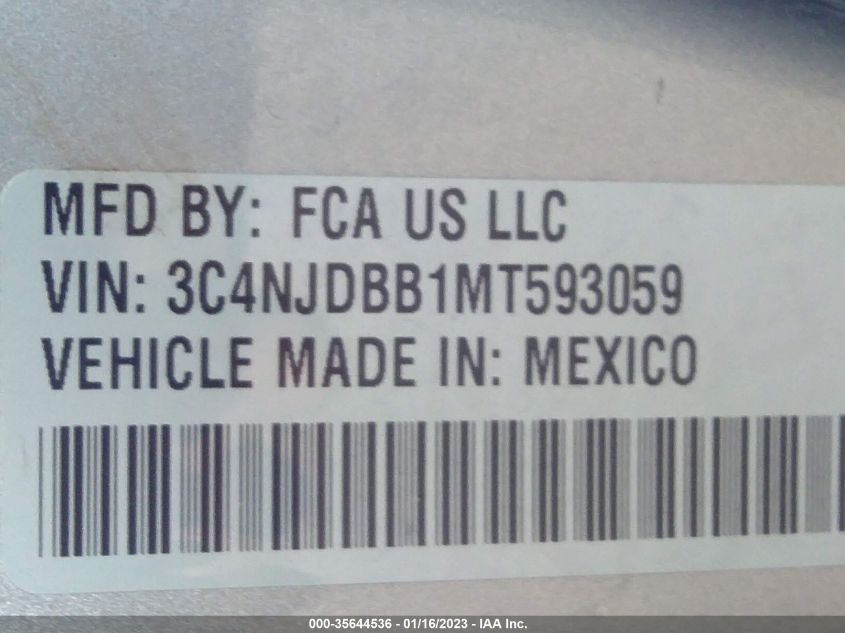 MFD BY: FCA US LLC
VIN: 3C4NJDBB1MT593059
VEHICLE MADE IN: MEXICO
000-35644536 - 01/16/2023 - IAA Inc.